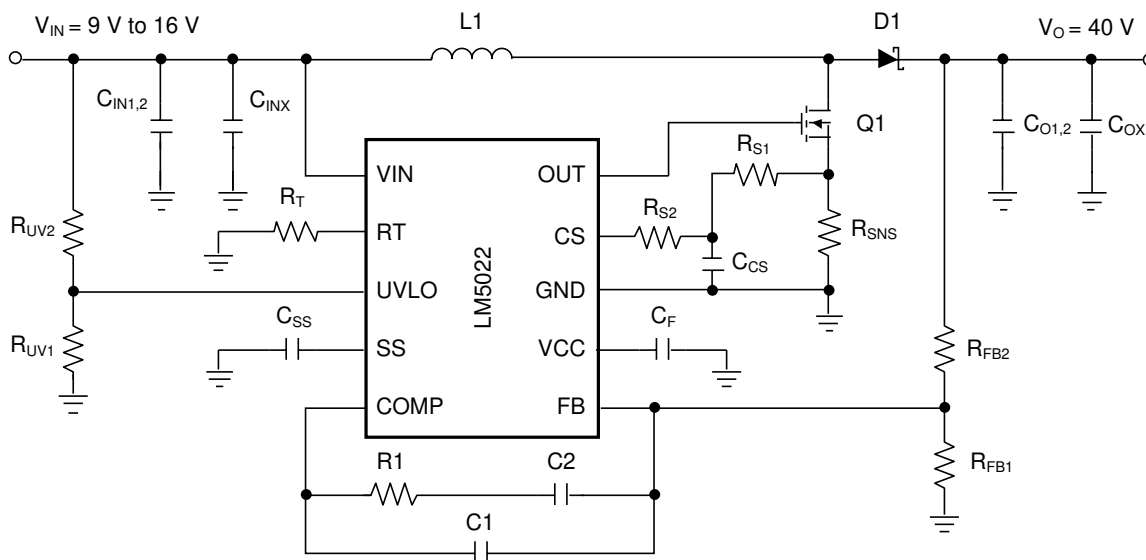 V_IN = 9 V to 16 V
L1
D1
V_O = 40 V
C_IN1,2
C_INX
Q1
C_O1,2
C_OX
VIN
OUT
R_S1
R_T
R_S2
R_UV2
RT
CS
R_SNS
C_CS
UVLO
LM5022
GND
C_SS
C_F
R_UV1
SS
VCC
R_FB2
COMP
FB
R1
C2
R_FB1
C1